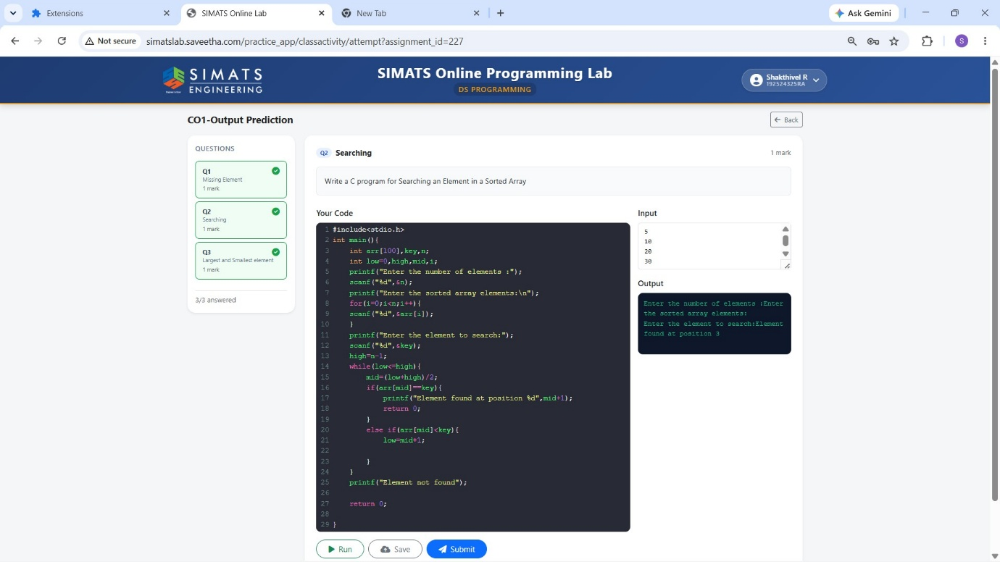 Extensions
SIMATS Online Lab
New Tab
Ask Gemini
Not secure
simatslab.saveetha.com/practice_app/classactivity/attempt?assignment_id=227
S
SIMATS
ENGINEERING
SIMATS Online Programming Lab
DS PROGRAMMING
Shakthivel R
192524325RA
CO1-Output Prediction
Back
QUESTIONS
Q1
Missing Element
1 mark
Q2
Searching
1 mark
Q3
Largest and Smallest element
1 mark
3/3 answered
Q2 Searching
1 mark
Write a C program for Searching an Element in a Sorted Array
Your Code
1 #include<stdio.h>
2 int main(){
3     int arr[100],key,n;
4     int low=0,high,mid,i;
5     printf("Enter the number of elements :");
6     scanf("%d",&n);
7     printf("Enter the sorted array elements:\n");
8     for(i=0;i<n;i++){
9     scanf("%d",&arr[i]);
10     }
11     printf("Enter the element to search:");
12     scanf("%d",&key);
13     high=n-1;
14     while(low<=high){
15         mid=(low+high)/2;
16         if(arr[mid]==key){
17             printf("Element found at position %d",mid+1);
18             return 0;
19         }
20         else if(arr[mid]<key){
21             low=mid+1;
22
23         }
24     }
25     printf("Element not found");
26
27     return 0;
28
29 }
Input
5
10
20
30
Output
Enter the number of elements :Enter
the sorted array elements:
Enter the element to search:Element
found at position 3
Run
Save
Submit